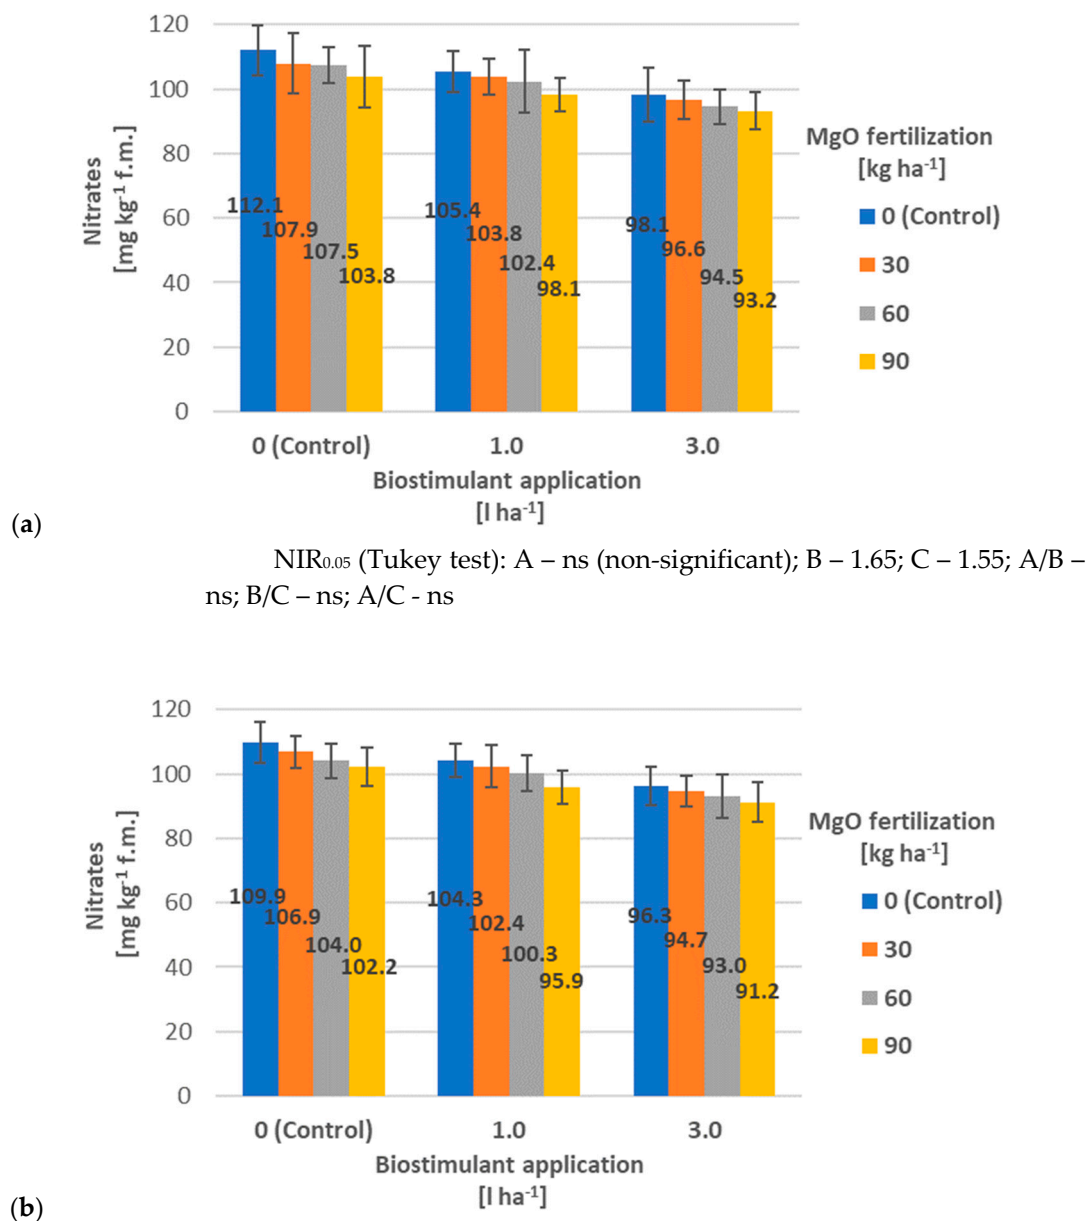 120
100
80
60
40
20
0
Nitrates
[mg kg⁻¹ f.m.]
112.1
107.9
107.5
103.8
105.4
103.8
102.4
98.1
98.1
96.6
94.5
93.2
0 (Control)
1.0
3.0
Biostimulant application
[l ha⁻¹]
MgO fertilization
[kg ha⁻¹]
0 (Control)
30
60
90
(a)
NIR₀.₀₅ (Tukey test): A – ns (non-significant); B – 1.65; C – 1.55; A/B –
ns; B/C – ns; A/C - ns
120
100
80
60
40
20
0
Nitrates
[mg kg⁻¹ f.m.]
109.9
106.9
104.0
102.2
104.3
102.4
100.3
95.9
96.3
94.7
93.0
91.2
0 (Control)
1.0
3.0
Biostimulant application
[l ha⁻¹]
MgO fertilization
[kg ha⁻¹]
0 (Control)
30
60
90
(b)